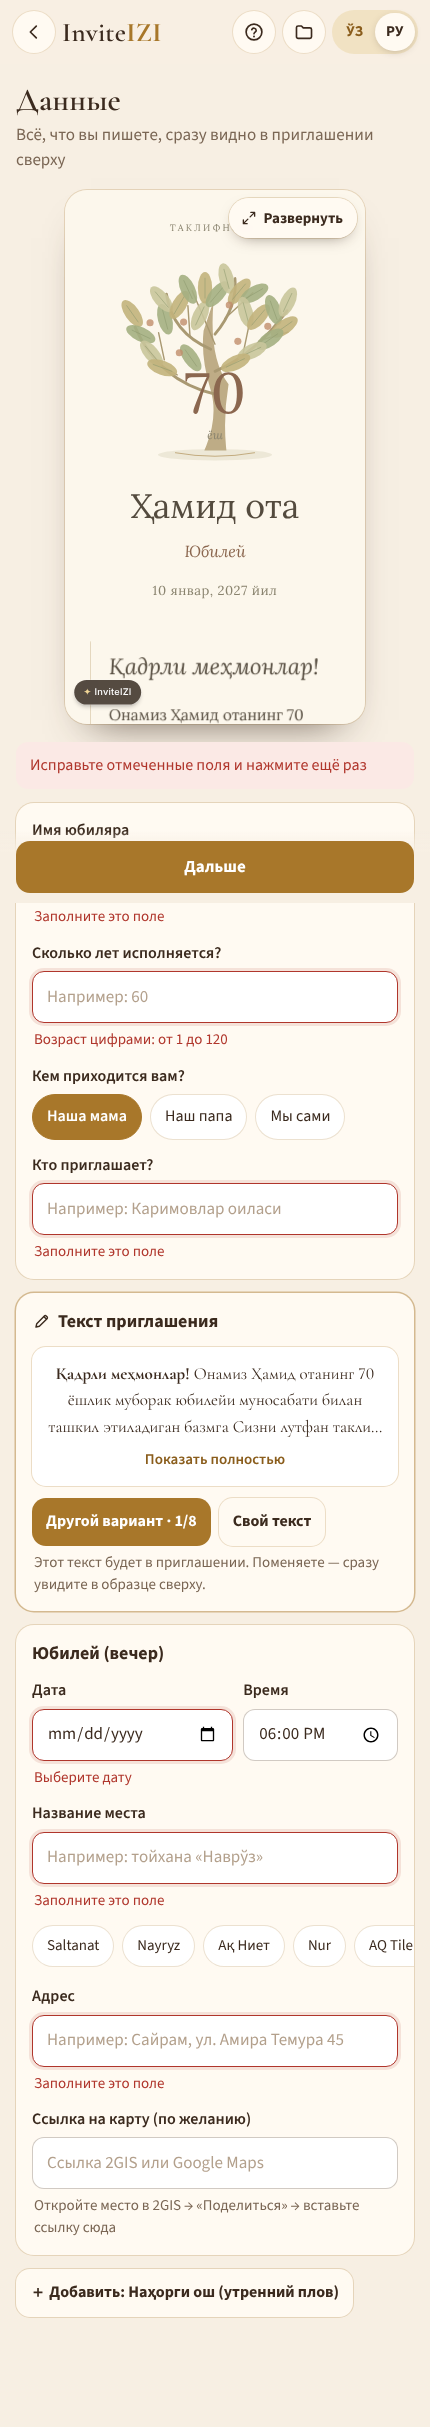 InviteIZI
ЎЗ РУ
Данные
Всё, что вы пишете, сразу видно в приглашении
сверху
Развернуть
70
ёш
Ҳамид ота
Юбилей
10 январ, 2027 йил
Қадрли меҳмонлар!
InviteIZI
Онамиз Ҳамид отанинг 70
Исправьте отмеченные поля и нажмите ещё раз
Имя юбиляра
Дальше
Заполните это поле
Сколько лет исполняется?
Например: 60
Возраст цифрами: от 1 до 120
Кем приходится вам?
Наша мама Наш папа Мы сами
Кто приглашает?
Например: Каримовлар оиласи
Заполните это поле
Текст приглашения
Қадрли меҳмонлар! Онамиз Ҳамид отанинг 70
ёшлик муборак юбилейи муносабати билан
ташкил этиладиган базмга Сизни лутфан такли...
Показать полностью
Другой вариант · 1/8 Свой текст
Этот текст будет в приглашении. Поменяете — сразу
увидите в образце сверху.
Юбилей (вечер)
Дата Время
mm/dd/yyyy 06:00 PM
Выберите дату
Название места
Например: тойхана «Наврўз»
Заполните это поле
Saltanat Nayryz Ақ Ниет Nur AQ Tile
Адрес
Например: Сайрам, ул. Амира Темура 45
Заполните это поле
Ссылка на карту (по желанию)
Ссылка 2GIS или Google Maps
Откройте место в 2GIS → «Поделиться» → вставьте
ссылку сюда
+ Добавить: Наҳорги ош (утренний плов)